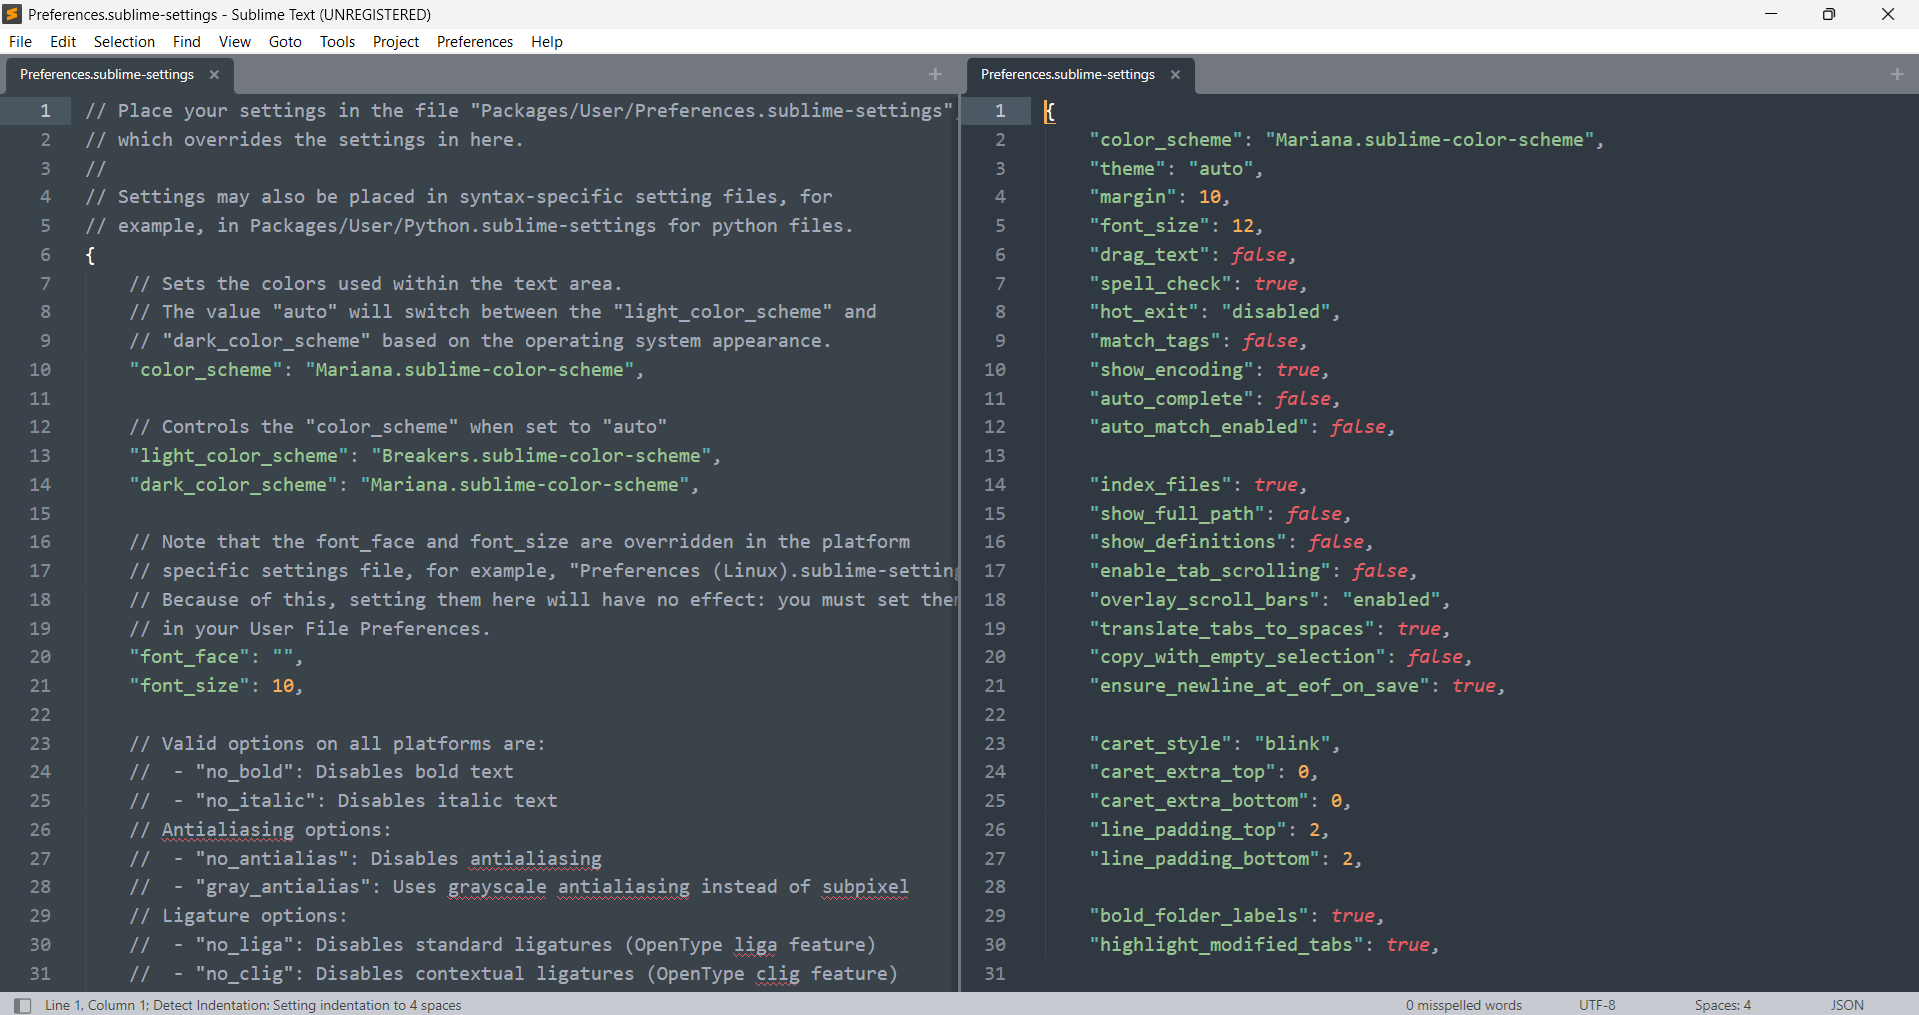 Preferences.sublime-settings - Sublime Text (UNREGISTERED)
File Edit Selection Find View Goto Tools Project Preferences Help
Preferences.sublime-settings × +
1 // Place your settings in the file "Packages/User/Preferences.sublime-settings",
2 // which overrides the settings in here.
3 //
4 // Settings may also be placed in syntax-specific setting files, for
5 // example, in Packages/User/Python.sublime-settings for python files.
6 {
7 // Sets the colors used within the text area.
8 // The value "auto" will switch between the "light_color_scheme" and
9 // "dark_color_scheme" based on the operating system appearance.
10 "color_scheme": "Mariana.sublime-color-scheme",
11
12 // Controls the "color_scheme" when set to "auto"
13 "light_color_scheme": "Breakers.sublime-color-scheme",
14 "dark_color_scheme": "Mariana.sublime-color-scheme",
15
16 // Note that the font_face and font_size are overridden in the platform
17 // specific settings file, for example, "Preferences (Linux).sublime-setting
18 // Because of this, setting them here will have no effect: you must set the
19 // in your User File Preferences.
20 "font_face": "",
21 "font_size": 10,
22
23 // Valid options on all platforms are:
24 // - "no_bold": Disables bold text
25 // - "no_italic": Disables italic text
26 // Antialiasing options:
27 // - "no_antialias": Disables antialiasing
28 // - "gray_antialias": Uses grayscale antialiasing instead of subpixel
29 // Ligature options:
30 // - "no_liga": Disables standard ligatures (OpenType liga feature)
31 // - "no_clig": Disables contextual ligatures (OpenType clig feature)
Preferences.sublime-settings × +
1 {
2 "color_scheme": "Mariana.sublime-color-scheme",
3 "theme": "auto",
4 "margin": 10,
5 "font_size": 12,
6 "drag_text": false,
7 "spell_check": true,
8 "hot_exit": "disabled",
9 "match_tags": false,
10 "show_encoding": true,
11 "auto_complete": false,
12 "auto_match_enabled": false,
13
14 "index_files": true,
15 "show_full_path": false,
16 "show_definitions": false,
17 "enable_tab_scrolling": false,
18 "overlay_scroll_bars": "enabled",
19 "translate_tabs_to_spaces": true,
20 "copy_with_empty_selection": false,
21 "ensure_newline_at_eof_on_save": true,
22
23 "caret_style": "blink",
24 "caret_extra_top": 0,
25 "caret_extra_bottom": 0,
26 "line_padding_top": 2,
27 "line_padding_bottom": 2,
28
29 "bold_folder_labels": true,
30 "highlight_modified_tabs": true,
31
Line 1, Column 1; Detect Indentation: Setting indentation to 4 spaces 0 misspelled words UTF-8 Spaces: 4 JSON